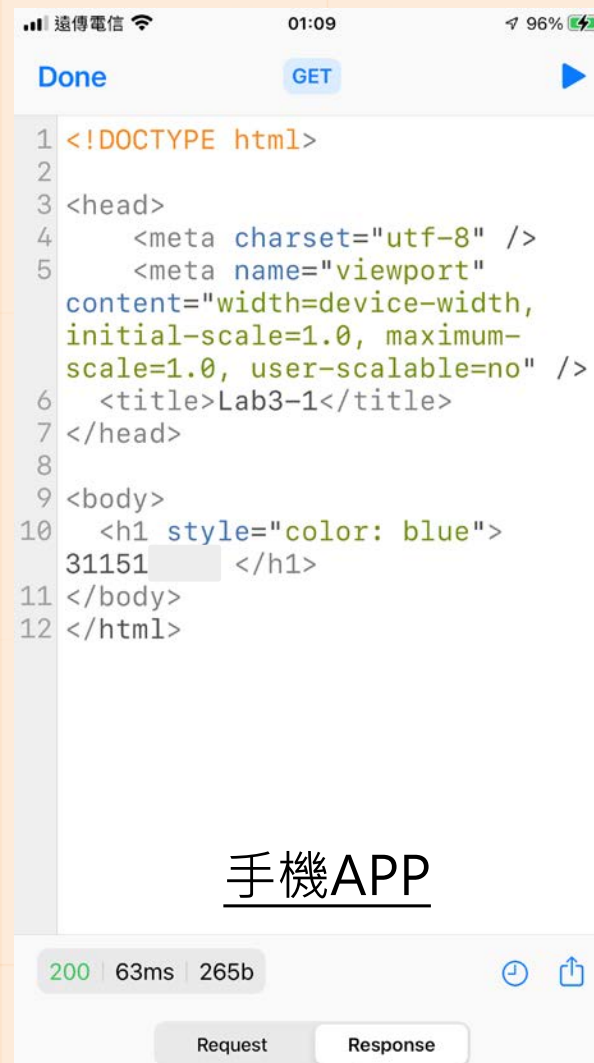 遠傳電信 01:09 96%
Done GET
1 <!DOCTYPE html>
2
3 <head>
4 <meta charset="utf-8" />
5 <meta name="viewport"
content="width=device-width,
initial-scale=1.0, maximum-
scale=1.0, user-scalable=no" />
6 <title>Lab3-1</title>
7 </head>
8
9 <body>
10 <h1 style="color: blue">
31151 </h1>
11 </body>
12 </html>
手機APP
200 63ms 265b
Request Response